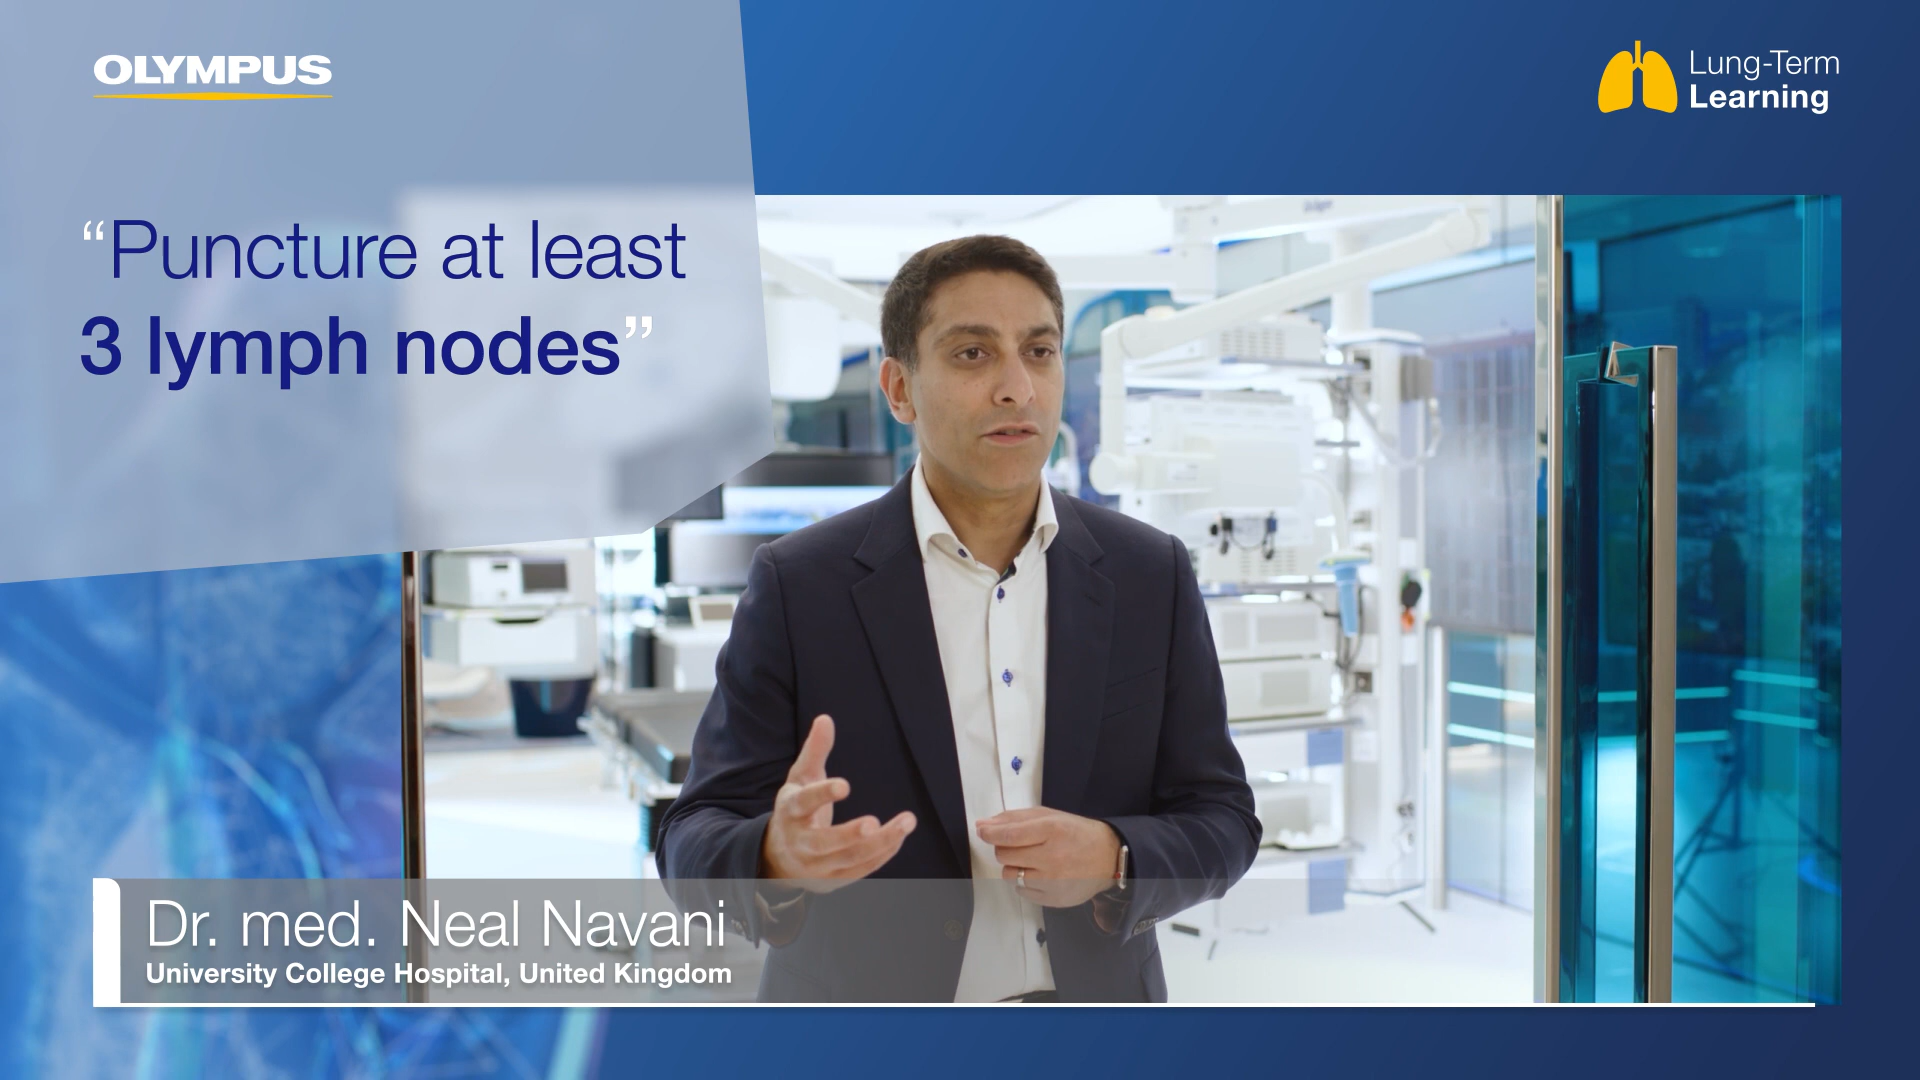 OLYMPUS
Lung-Term
Learning
“Puncture at least
3 lymph nodes”
Dr. med. Neal Navani
University College Hospital, United Kingdom